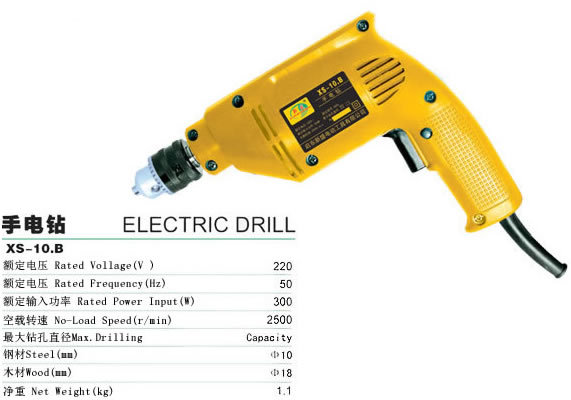 XS-10.B
手电钻
手电钻 ELECTRIC DRILL
XS-10.B
额定电压 Rated Vollage(V ) 220
额定电压 Rated Frequency(Hz) 50
额定输入功率 Rated Power Input(W) 300
空载转速 No-Load Speed(r/min) 2500
最大钻孔直径Max.Drilling Capacity
钢材Steel(mm) Φ10
木材Wood(mm) Φ18
净重 Net Weight(kg) 1.1